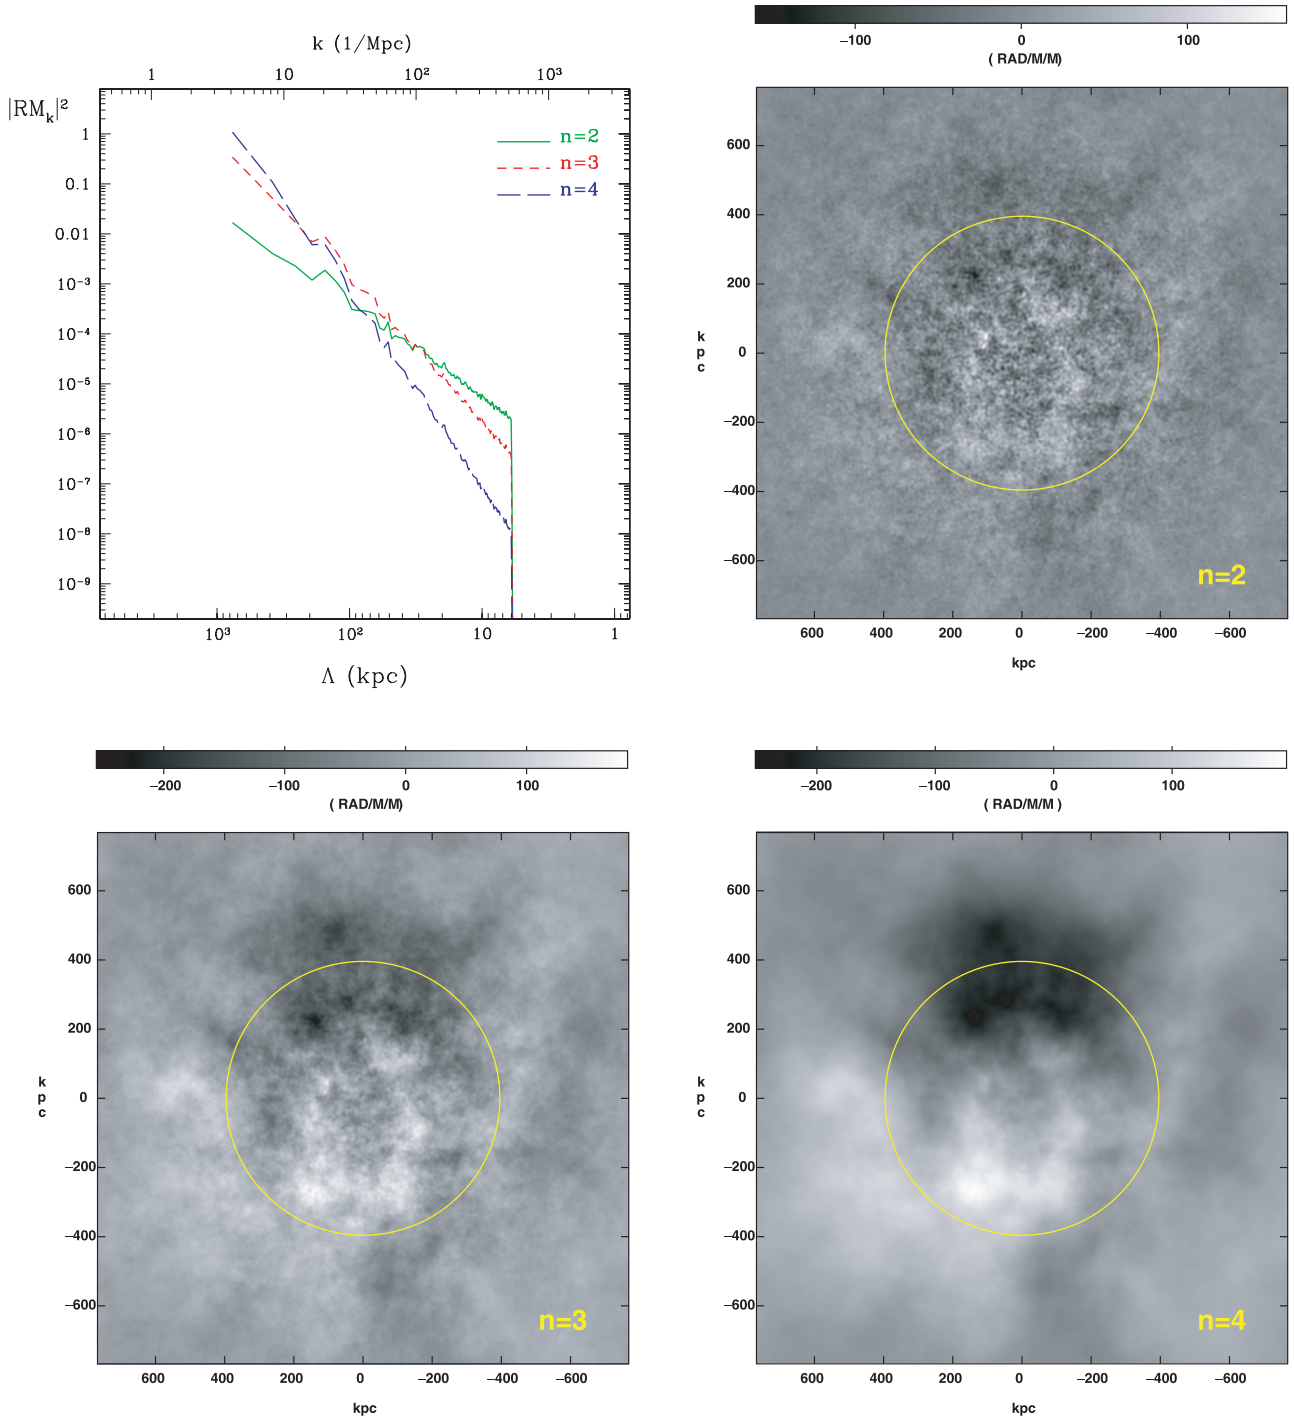 k (1/Mpc)
1 10 10² 10³
|RMₖ|²
1
0.1
0.01
10⁻³
10⁻⁴
10⁻⁵
10⁻⁶
10⁻⁷
10⁻⁸
10⁻⁹
n=2
n=3
n=4
10³ 10² 10 1
Λ (kpc)
−100 0 100
( RAD/M/M)
600
400
200
0
−200
−400
−600
k
p
c
n=2
600 400 200 0 −200 −400 −600
kpc
−200 −100 0 100
( RAD/M/M)
600
400
200
0
−200
−400
−600
k
p
c
n=3
600 400 200 0 −200 −400 −600
kpc
−200 −100 0 100
( RAD/M/M )
600
400
200
0
−200
−400
−600
k
p
c
n=4
600 400 200 0 −200 −400 −600
kpc